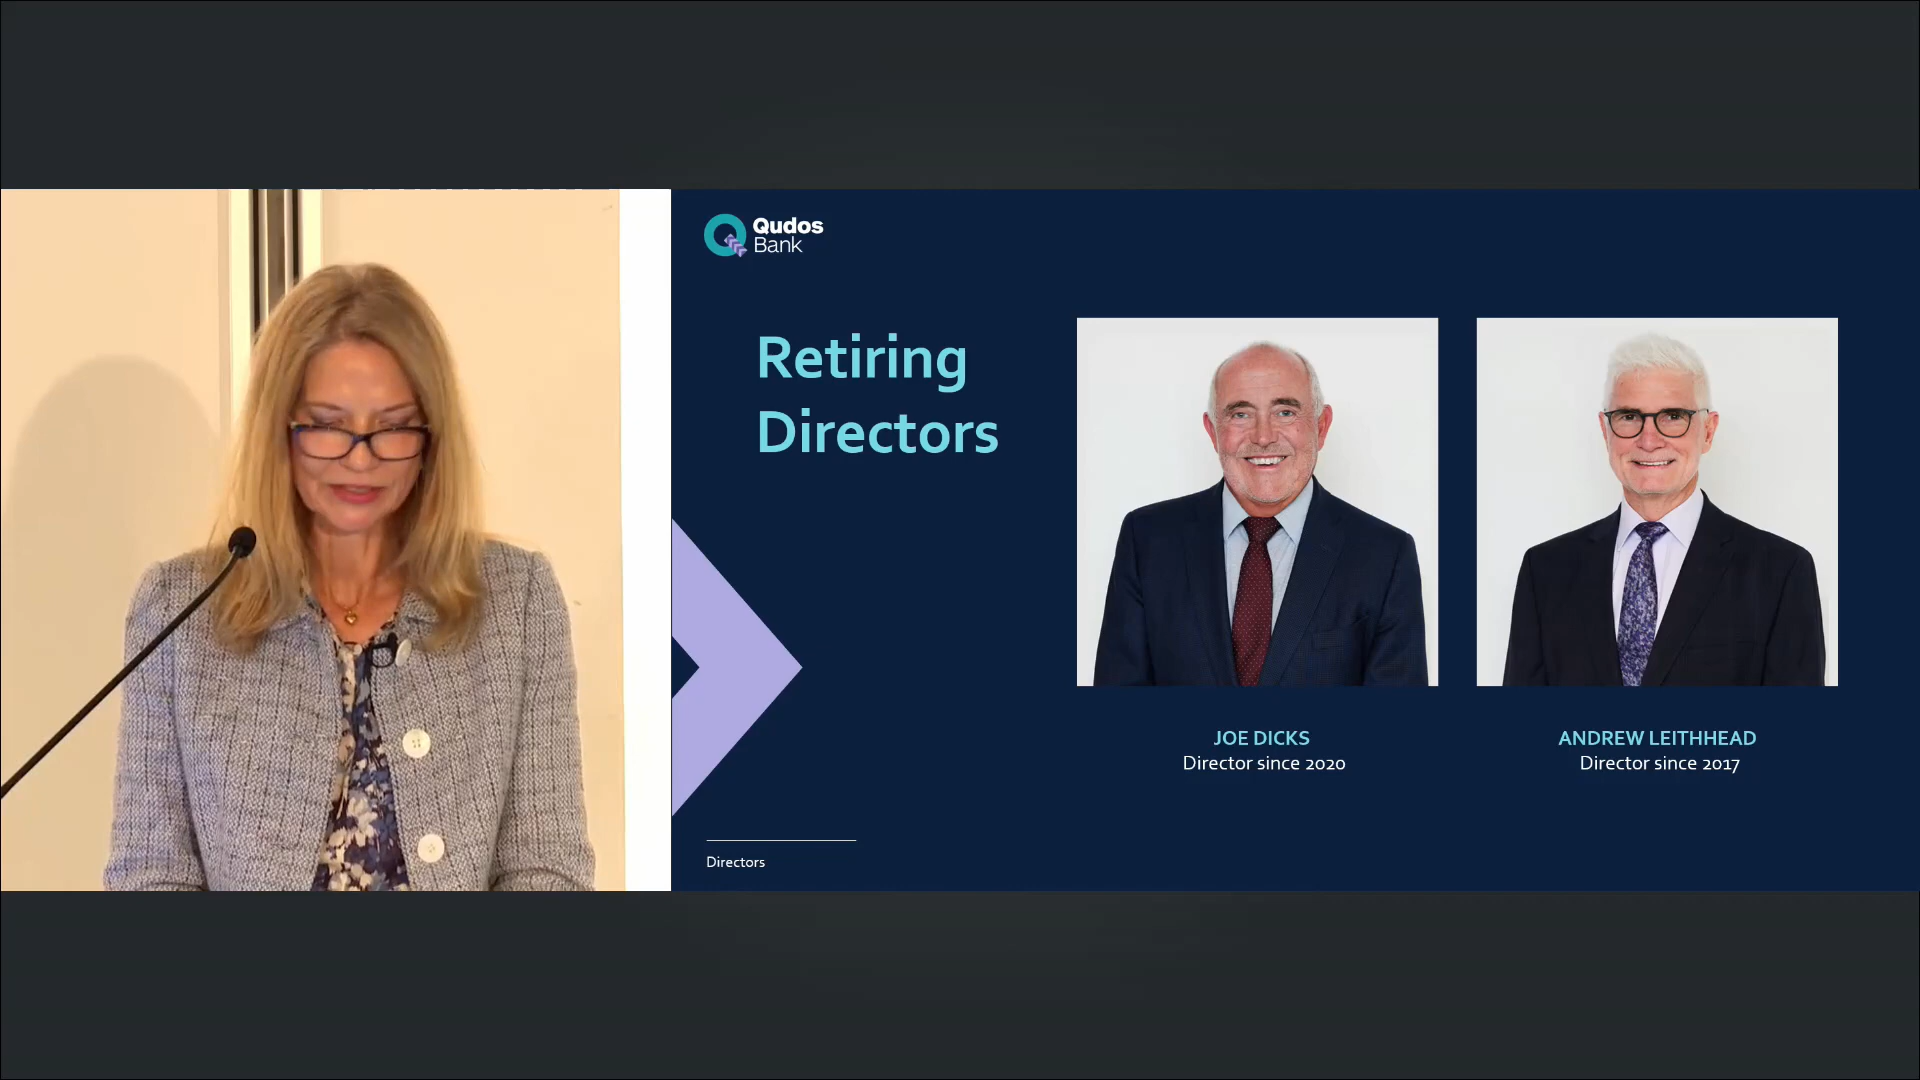 Qudos
Bank
Retiring
Directors
JOE DICKS
Director since 2020
ANDREW LEITHHEAD
Director since 2017
Directors